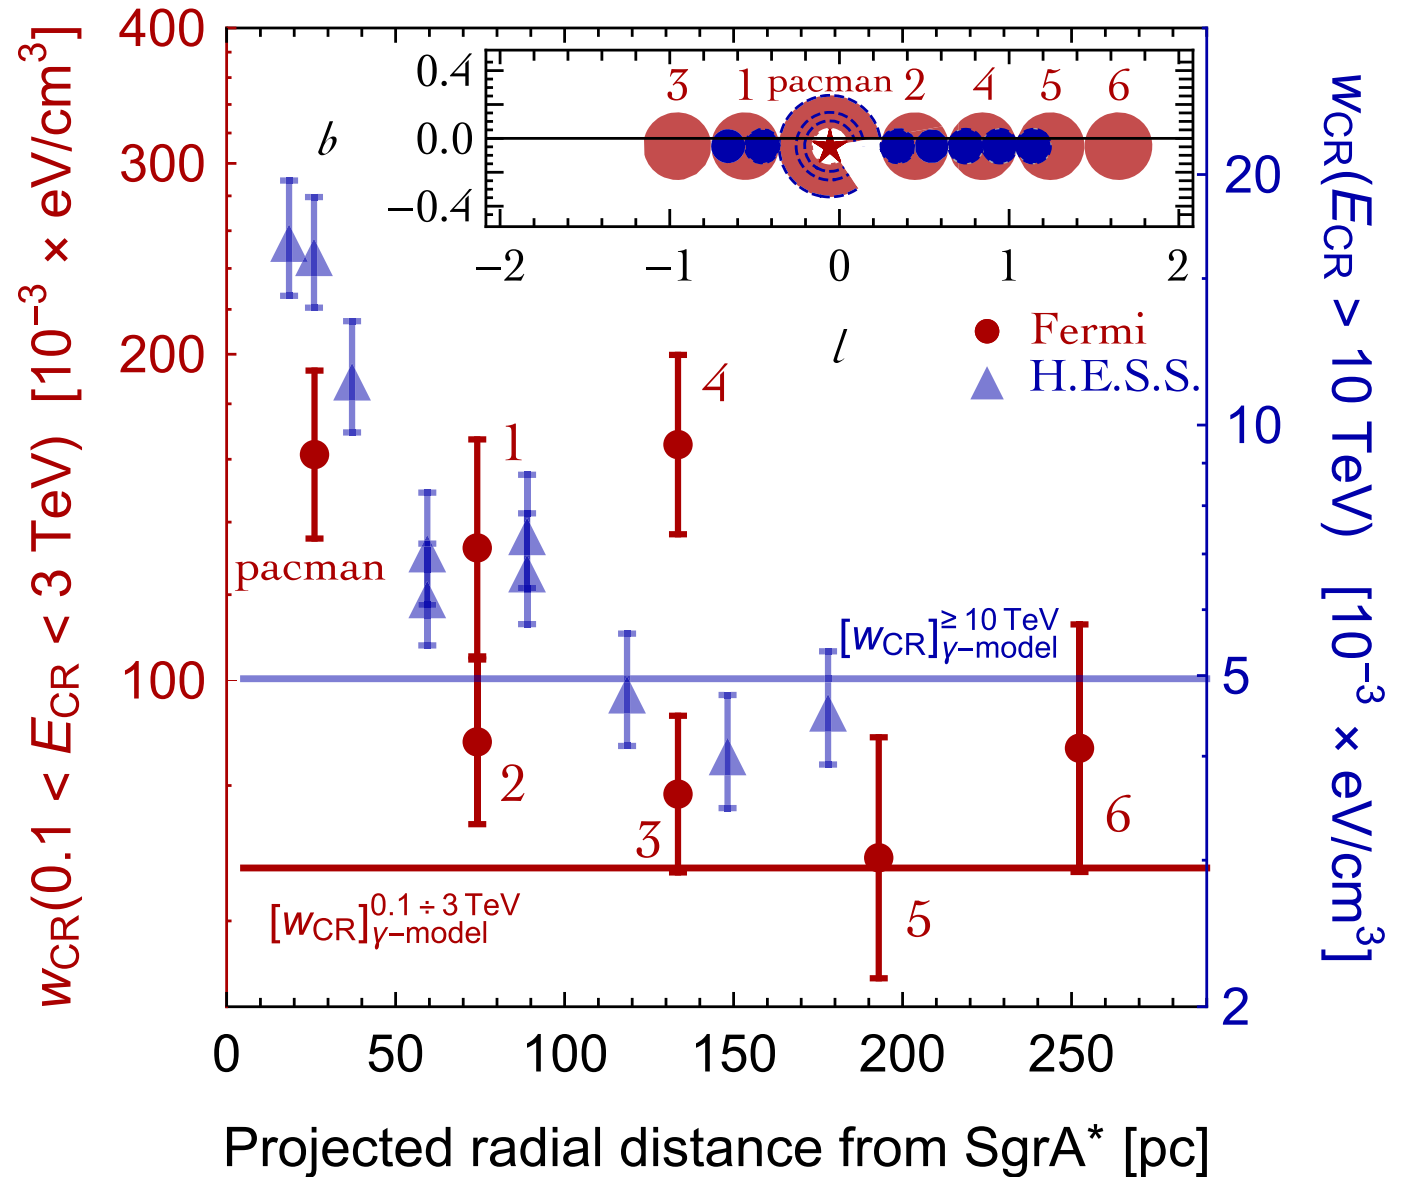 w_CR(0.1 < E_CR < 3 TeV) [10^−3 × eV/cm^3]
400
300
200
100
0.4
0.0
−0.4
b
3 1 pacman 2 4 5 6
−2 −1 0 1 2
l
Fermi
H.E.S.S.
4
1
pacman
2
3
5
6
[w_CR]^≥ 10 TeV_γ−model
[w_CR]^0.1 ÷ 3 TeV_γ−model
20
10
5
2
w_CR(E_CR > 10 TeV) [10^−3 × eV/cm^3]
0 50 100 150 200 250
Projected radial distance from SgrA* [pc]